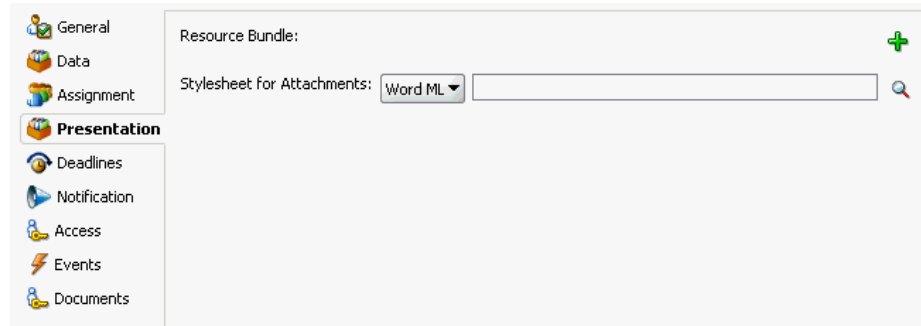 General
Data
Assignment
Presentation
Deadlines
Notification
Access
Events
Documents
Resource Bundle:
Stylesheet for Attachments: Word ML